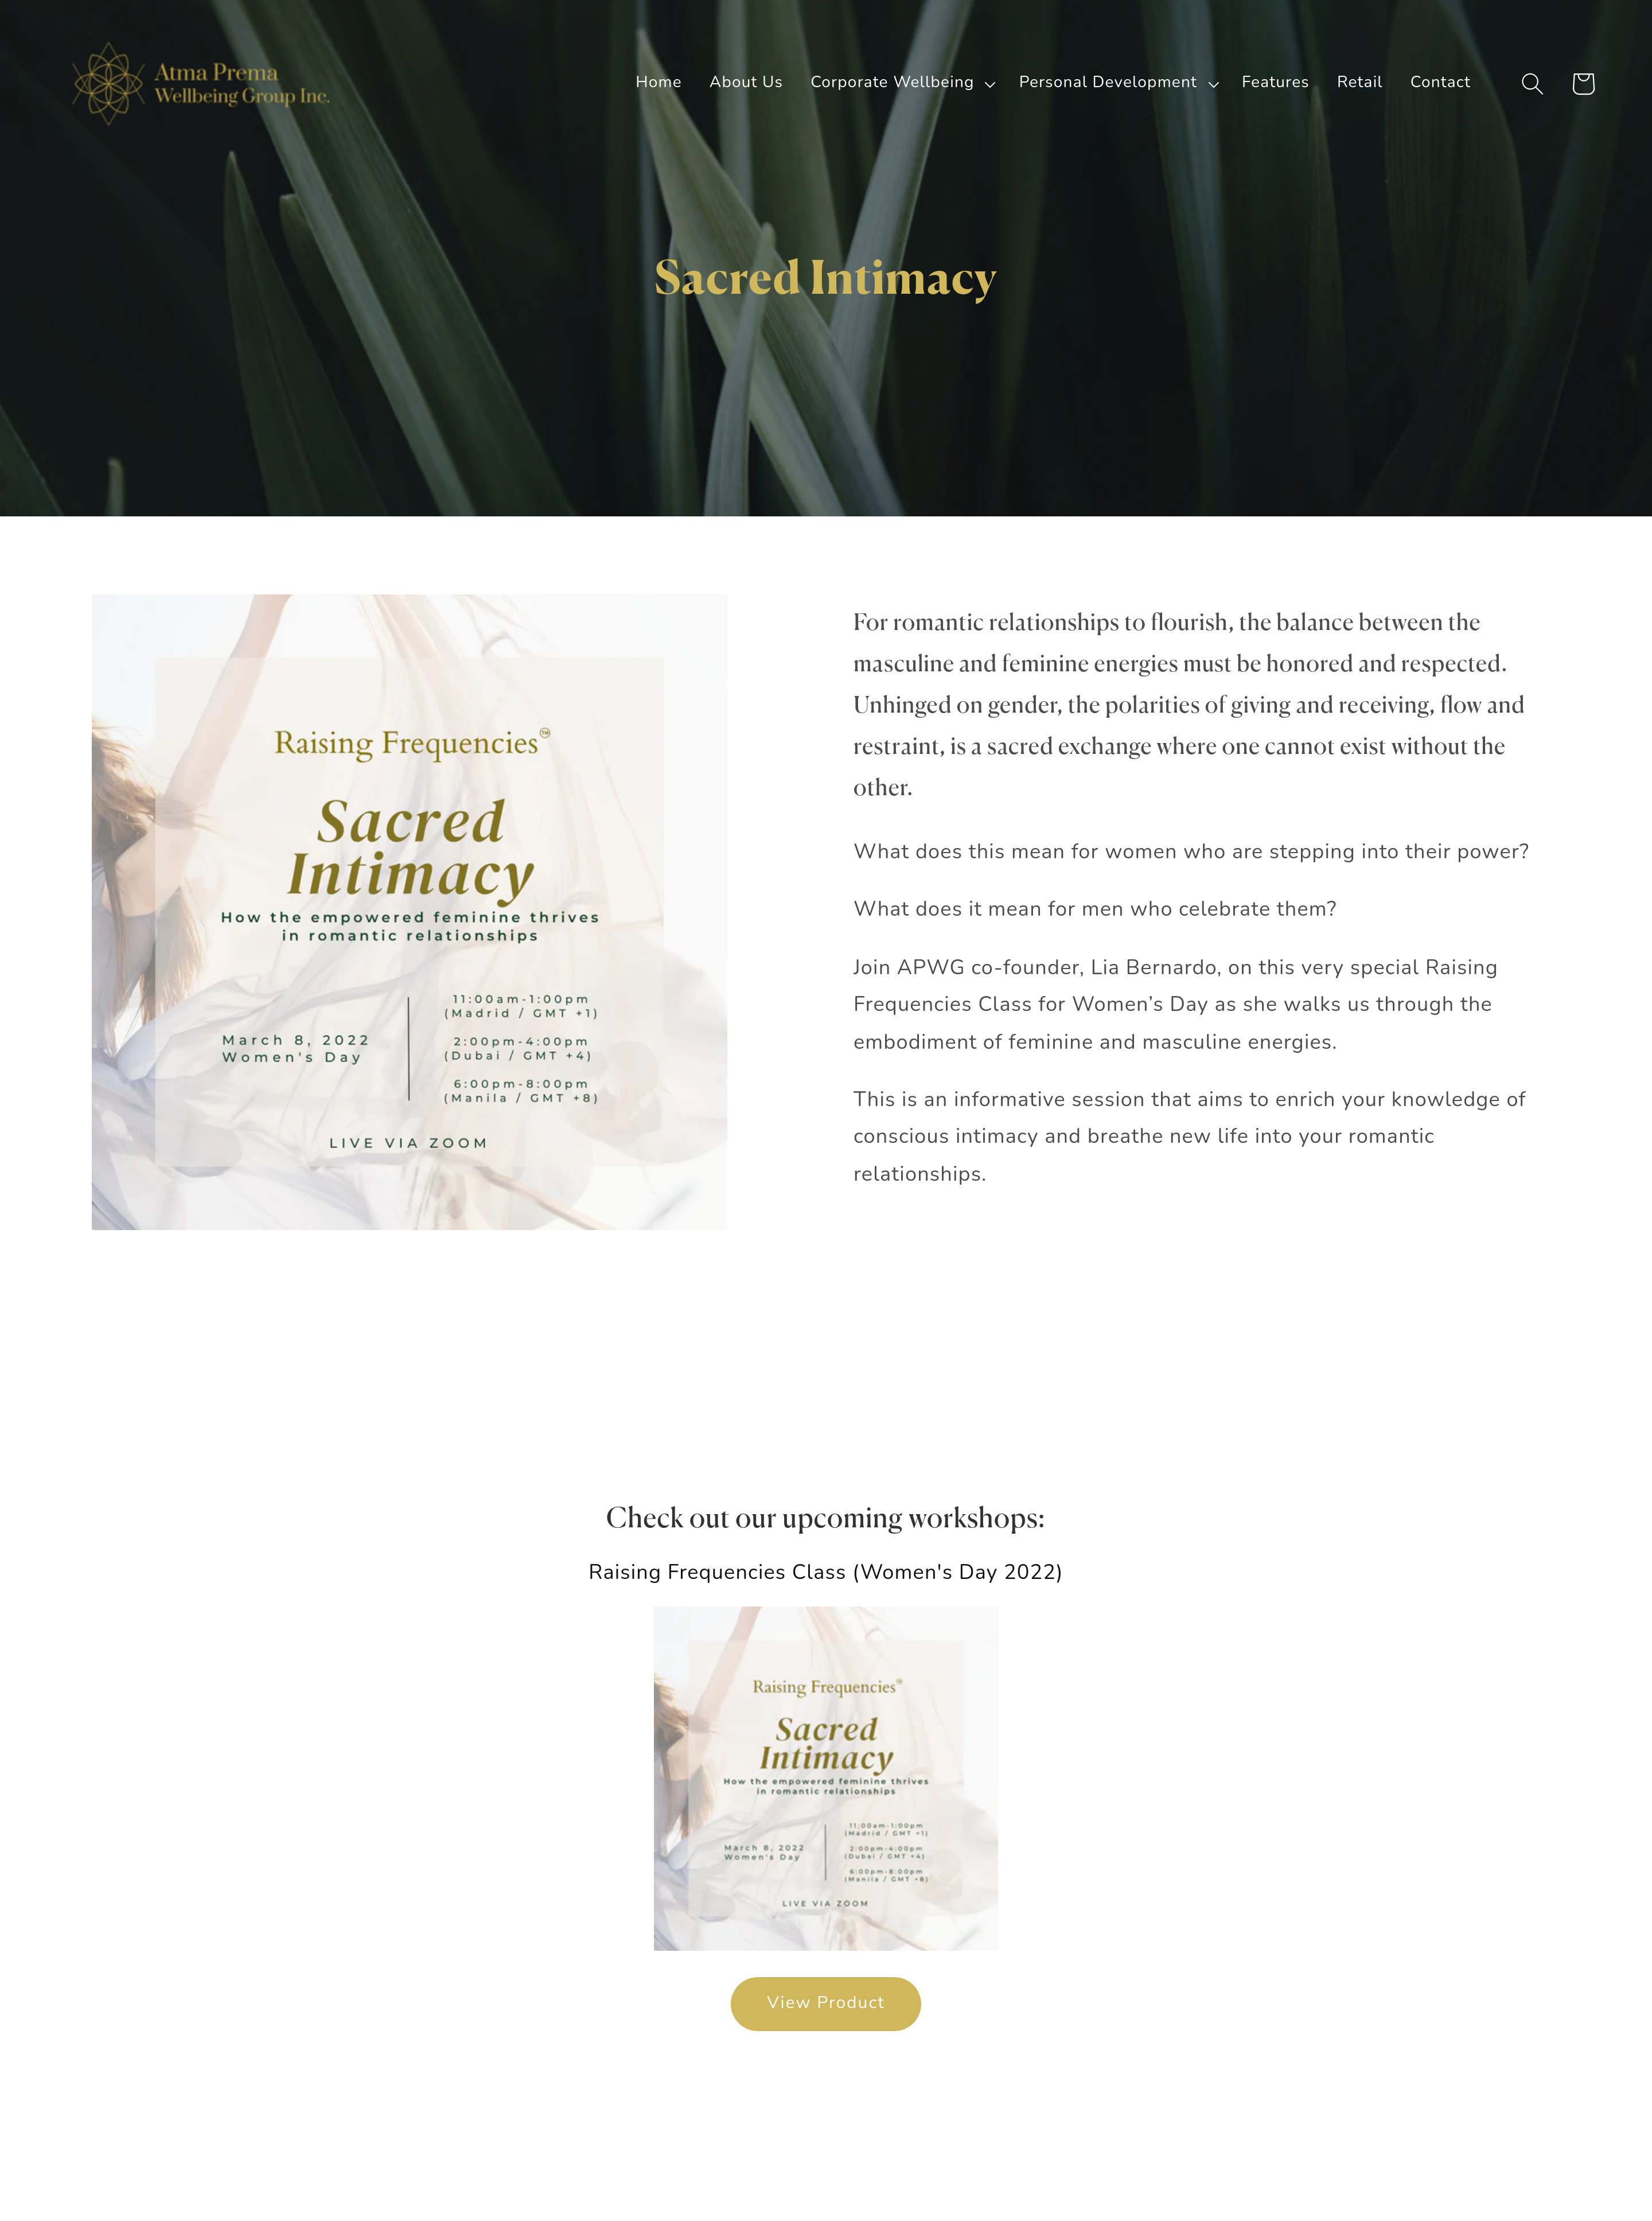 Atma Prema
Wellbeing Group Inc.
Home About Us Corporate Wellbeing Personal Development Features Retail Contact
Sacred Intimacy
Raising Frequencies™
Sacred
Intimacy
How the empowered feminine thrives
in romantic relationships
March 8, 2022
Women's Day
11:00am-1:00pm
(Madrid / GMT +1)
2:00pm-4:00pm
(Dubai / GMT +4)
6:00pm-8:00pm
(Manila / GMT +8)
LIVE VIA ZOOM
For romantic relationships to flourish, the balance between the
masculine and feminine energies must be honored and respected.
Unhinged on gender, the polarities of giving and receiving, flow and
restraint, is a sacred exchange where one cannot exist without the
other.
What does this mean for women who are stepping into their power?
What does it mean for men who celebrate them?
Join APWG co-founder, Lia Bernardo, on this very special Raising
Frequencies Class for Women’s Day as she walks us through the
embodiment of feminine and masculine energies.
This is an informative session that aims to enrich your knowledge of
conscious intimacy and breathe new life into your romantic
relationships.
Check out our upcoming workshops:
Raising Frequencies Class (Women's Day 2022)
Raising Frequencies™
Sacred
Intimacy
How the empowered feminine thrives
in romantic relationships
March 8, 2022
Women's Day
11:00am-1:00pm
(Madrid / GMT +1)
2:00pm-4:00pm
(Dubai / GMT +4)
6:00pm-8:00pm
(Manila / GMT +8)
LIVE VIA ZOOM
View Product